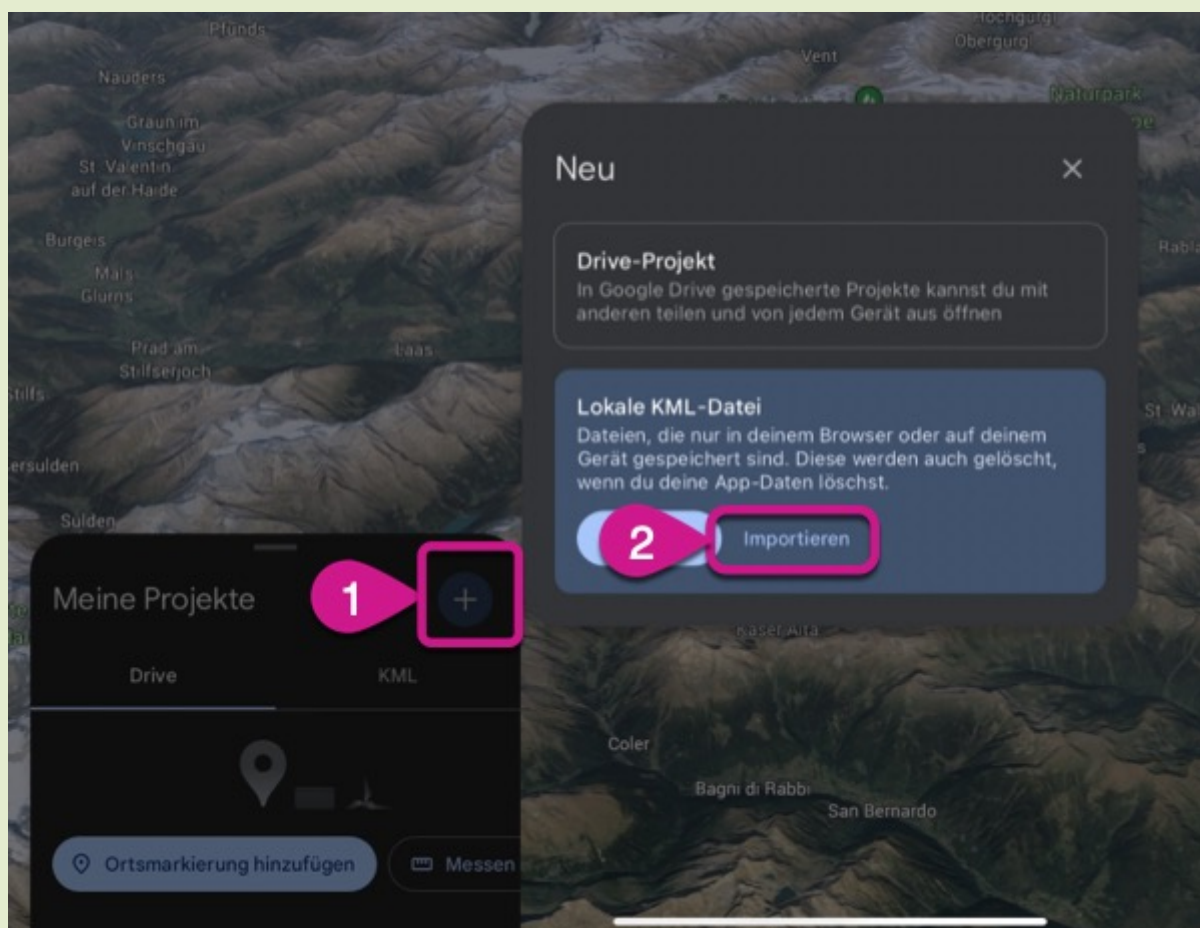 Pfunds
Hochgurgl
Obergurgl
Vent
Nauders
Naturpark
Graun im
Vinschgau
St. Valentin
auf der Haide
Burgeis
Mals
Glurns
Prad am
Stilfserjoch
Laas
Sulden
Neu
Drive-Projekt
In Google Drive gespeicherte Projekte kannst du mit
anderen teilen und von jedem Gerät aus öffnen
Lokale KML-Datei
Dateien, die nur in deinem Browser oder auf deinem
Gerät gespeichert sind. Diese werden auch gelöscht,
wenn du deine App-Daten löschst.
2
Importieren
Meine Projekte
1
+
Drive
KML
Ortsmarkierung hinzufügen
Messen
Kaser Alta
Coler
Bagni di Rabbi
San Bernardo